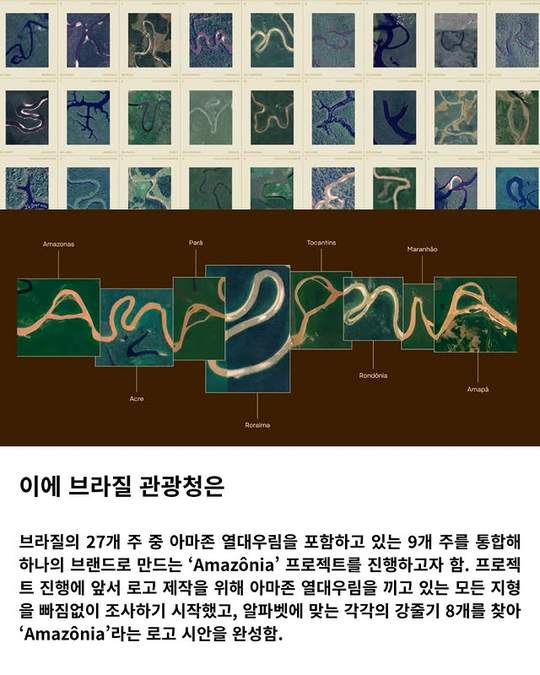 Amazonas
Pará
Tocantins
Maranhão
Acre
Roraima
Rondônia
Amapá
이에 브라질 관광청은
브라질의 27개 주 중 아마존 열대우림을 포함하고 있는 9개 주를 통합해
하나의 브랜드로 만드는 ‘Amazônia’ 프로젝트를 진행하고자 함. 프로젝
트 진행에 앞서 로고 제작을 위해 아마존 열대우림을 끼고 있는 모든 지형
을 빠짐없이 조사하기 시작했고, 알파벳에 맞는 각각의 강줄기 8개를 찾아
‘Amazônia’라는 로고 시안을 완성함.